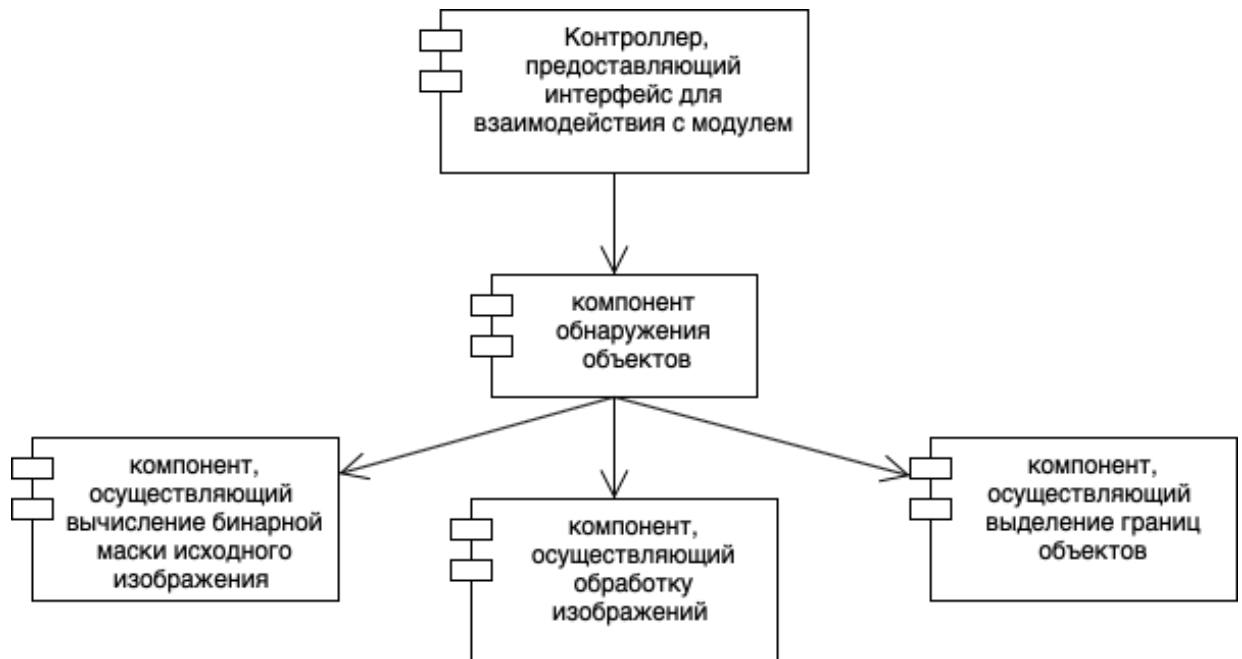 Контроллер,
предоставляющий
интерфейс для
взаимодействия с модулем
компонент
обнаружения
объектов
компонент,
осуществляющий
вычисление бинарной
маски исходного
изображения
компонент,
осуществляющий
обработку
изображений
компонент,
осуществляющий
выделение границ
объектов